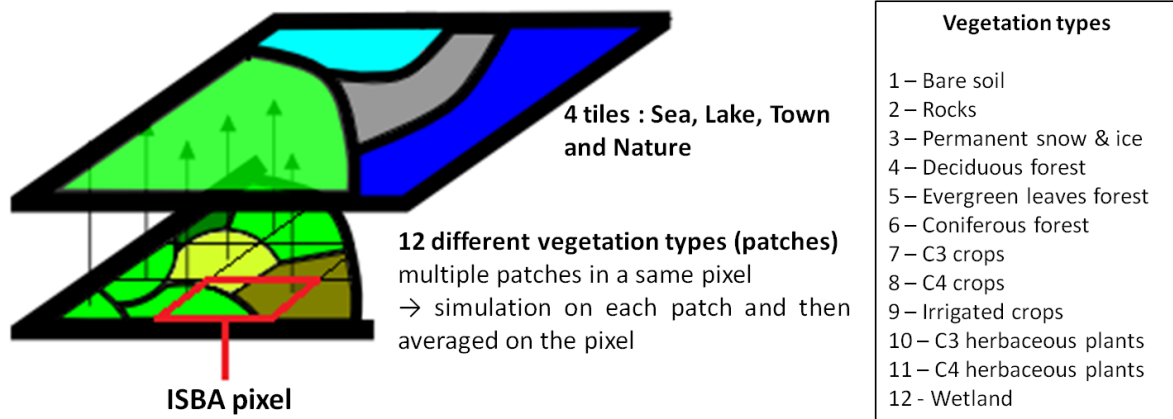 4 tiles : Sea, Lake, Town
and Nature
12 different vegetation types (patches)
multiple patches in a same pixel
→ simulation on each patch and then
averaged on the pixel
ISBA pixel
Vegetation types
1 – Bare soil
2 – Rocks
3 – Permanent snow & ice
4 – Deciduous forest
5 – Evergreen leaves forest
6 – Coniferous forest
7 – C3 crops
8 – C4 crops
9 – Irrigated crops
10 – C3 herbaceous plants
11 – C4 herbaceous plants
12 - Wetland